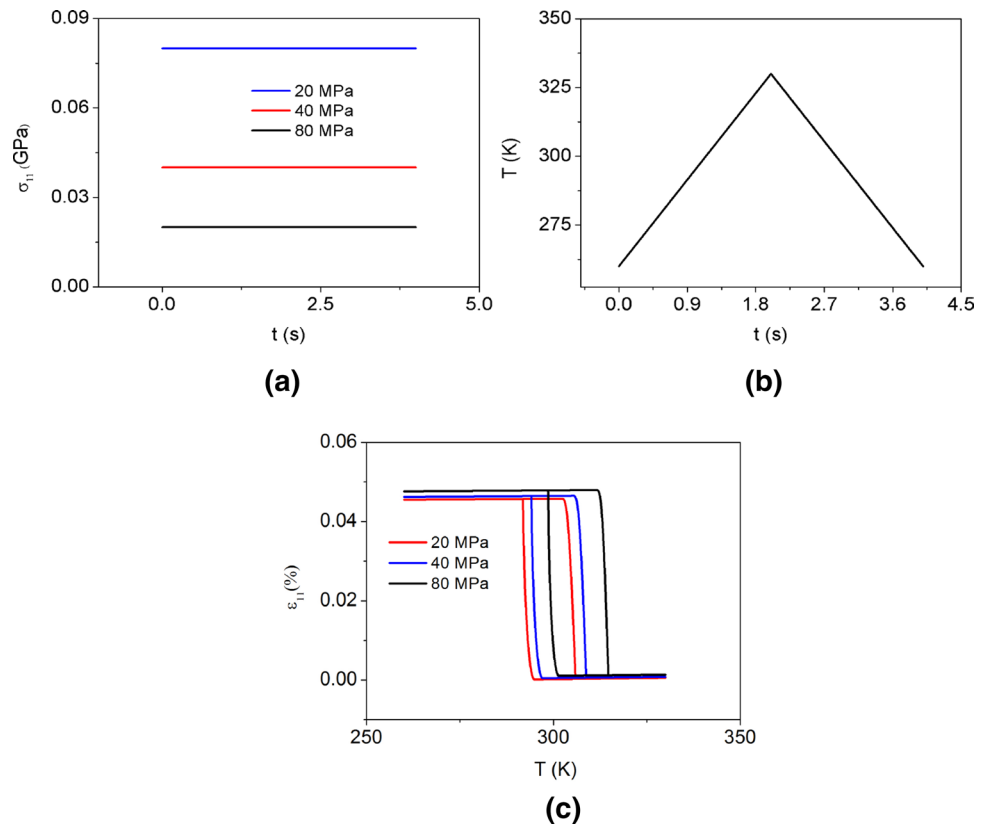 0.09
0.06
0.03
0.00
σ₁₁ (GPa)
20 MPa
40 MPa
80 MPa
0.0
2.5
5.0
t (s)
(a)
350
325
300
275
T (K)
0.0
0.9
1.8
2.7
3.6
4.5
t (s)
(b)
0.06
0.04
0.02
0.00
ε₁₁(%)
20 MPa
40 MPa
80 MPa
250
300
350
T (K)
(c)